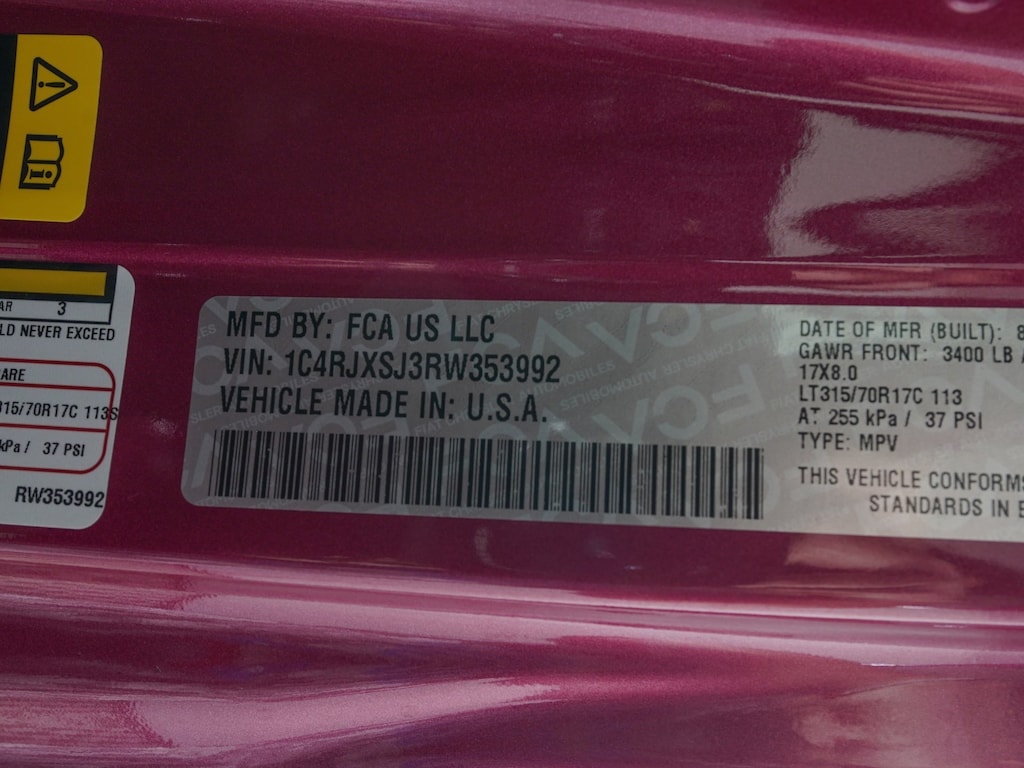 AR 3
LD NEVER EXCEED
ARE
315/70R17C 113S
kPa / 37 PSI
RW353992
MFD BY: FCA US LLC
VIN: 1C4RJXSJ3RW353992
VEHICLE MADE IN: U.S.A.
DATE OF MFR (BUILT): 8
GAWR FRONT: 3400 LB A
17X8.0
LT315/70R17C 113
AT 255 kPa / 37 PSI
TYPE: MPV
THIS VEHICLE CONFORMS
STANDARDS IN E